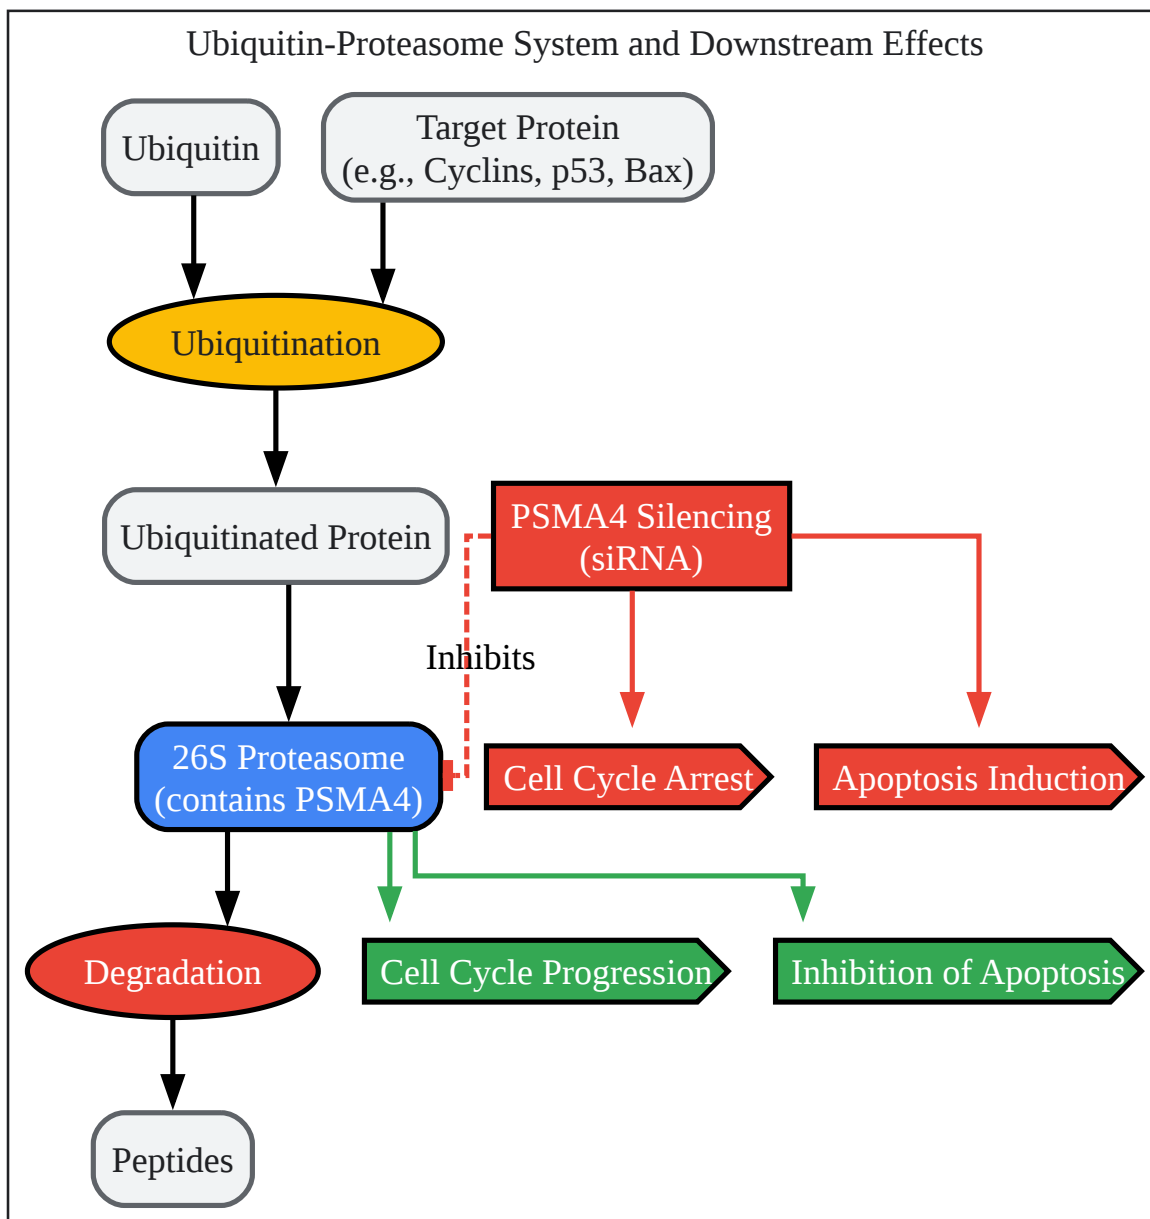 Ubiquitin-Proteasome System and Downstream Effects
Ubiquitin
Target Protein
(e.g., Cyclins, p53, Bax)
Ubiquitination
Ubiquitinated Protein
PSMA4 Silencing
(siRNA)
Inhibits
26S Proteasome
(contains PSMA4)
Cell Cycle Arrest
Apoptosis Induction
Degradation
Cell Cycle Progression
Inhibition of Apoptosis
Peptides